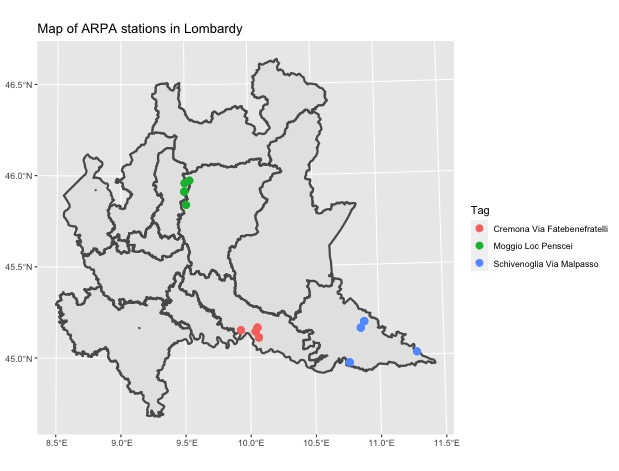 Map of ARPA stations in Lombardy
46.5°N
46.0°N
45.5°N
45.0°N
8.5°E 9.0°E 9.5°E 10.0°E 10.5°E 11.0°E 11.5°E
Tag
Cremona Via Fatebenefratelli
Moggio Loc Penscei
Schivenoglia Via Malpasso